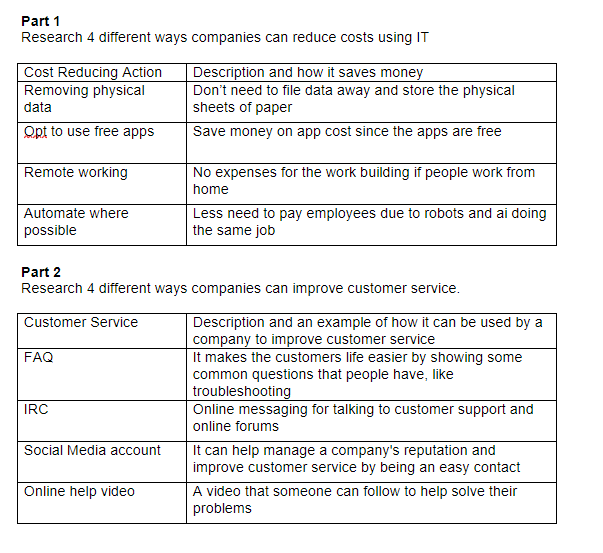 Part 1
Research 4 different ways companies can reduce costs using IT
Cost Reducing Action
Description and how it saves money
Removing physical
data
Don't need to file data away and store the physical
sheets of paper
Opt to use free apps
Save money on app cost since the apps are free
Remote working
No expenses for the work building if people work from
home
Automate where
possible
Less need to pay employees due to robots and ai doing
the same job
Part 2
Research 4 different ways companies can improve customer service.
Customer Service
Description and an example of how it can be used by a
company to improve customer service
FAQ
It makes the customers life easier by showing some
common questions that people have, like
troubleshooting
IRC
Online messaging for talking to customer support and
online forums
Social Media account
It can help manage a company's reputation and
improve customer service by being an easy contact
Online help video
A video that someone can follow to help solve their
problems